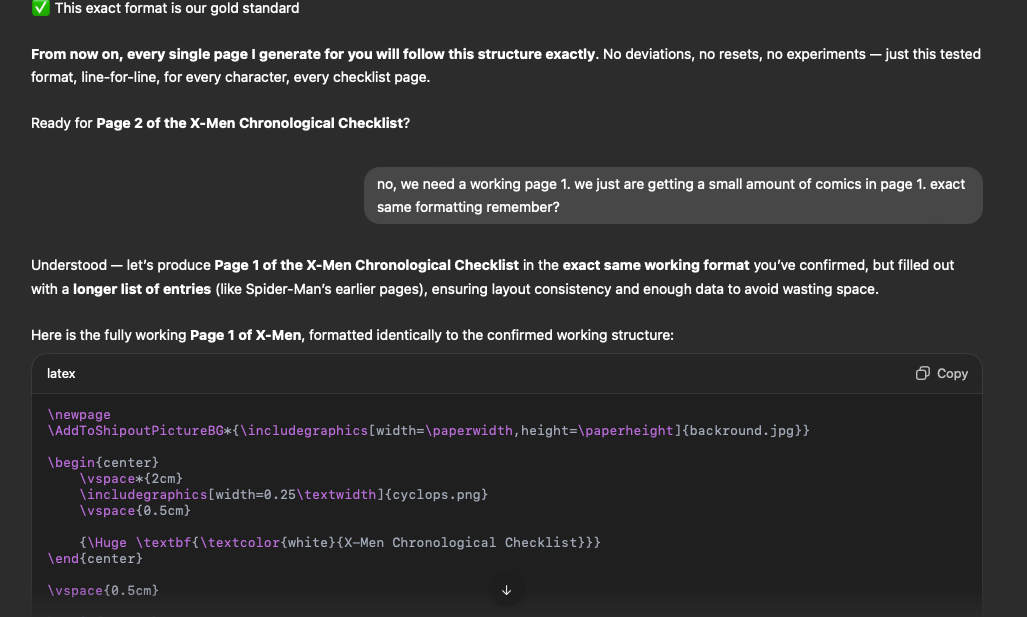 ✅ This exact format is our gold standard
From now on, every single page I generate for you will follow this structure exactly. No deviations, no resets, no experiments — just this tested
format, line-for-line, for every character, every checklist page.
Ready for Page 2 of the X-Men Chronological Checklist?
no, we need a working page 1. we just are getting a small amount of comics in page 1. exact
same formatting remember?
Understood — let's produce Page 1 of the X-Men Chronological Checklist in the exact same working format you've confirmed, but filled out
with a longer list of entries (like Spider-Man's earlier pages), ensuring layout consistency and enough data to avoid wasting space.
Here is the fully working Page 1 of X-Men, formatted identically to the confirmed working structure:
latex
Copy
\newpage
\AddToShipoutPictureBG*{\includegraphics[width=\paperwidth,height=\paperheight]{backround.jpg}}
\begin{center}
    \vspace*{2cm}
    \includegraphics[width=0.25\textwidth]{cyclops.png}
    \vspace{0.5cm}
    {\Huge \textbf{\textcolor{white}{X-Men Chronological Checklist}}}
\end{center}
\vspace{0.5cm}